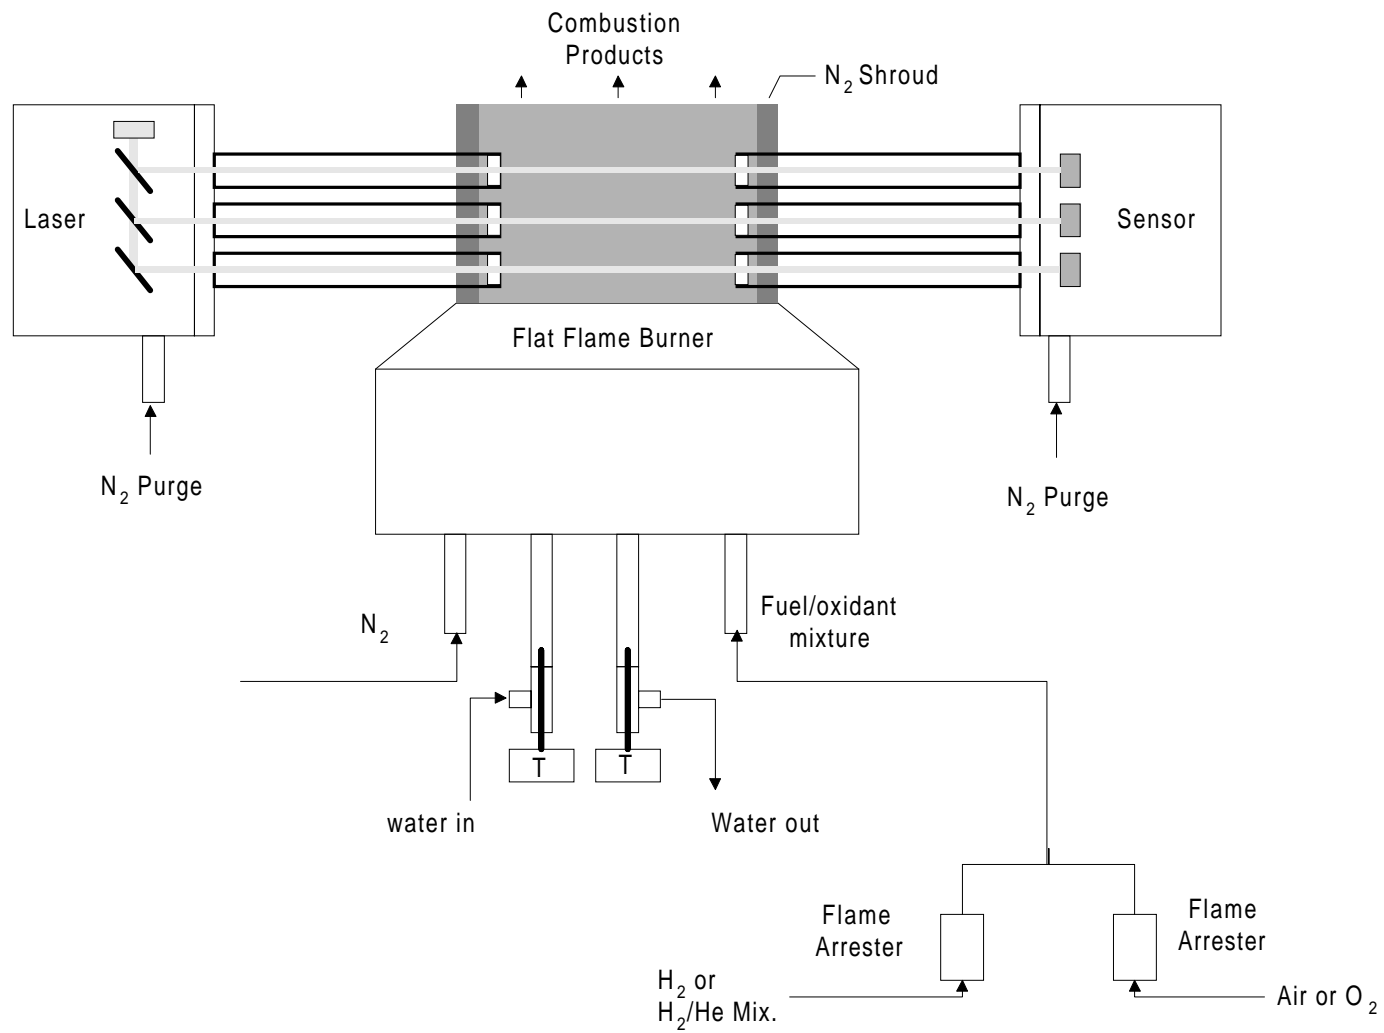 Combustion
Products
N2 Shroud
Laser
Sensor
Flat Flame Burner
N2 Purge
N2 Purge
N2
Fuel/oxidant
mixture
T
T
water in
Water out
Flame
Arrester
Flame
Arrester
H2 or
H2/He Mix.
Air or O2